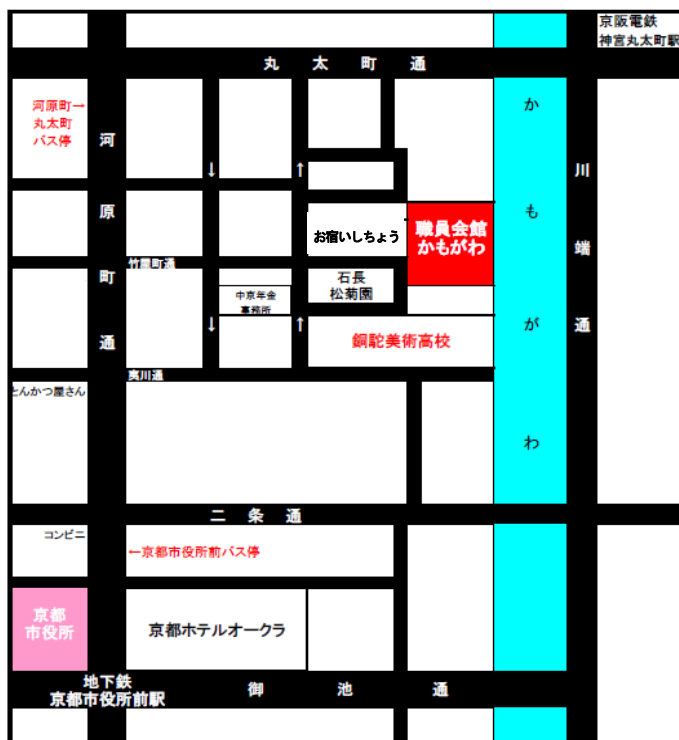 京阪電鉄
神宮丸太町駅
丸太町通
河原町→
丸太町
バス停
河原町通
↓
↑
かもがわ
川端通
お宿いしちょう
職員会館
かもがわ
竹屋町通
石長
松菊園
中京年金
事務所
↓
↑
銅駝美術高校
夷川通
とんかつ屋さん
二条通
コンビニ
←京都市役所前バス停
京都
市役所
京都ホテルオークラ
地下鉄
京都市役所前駅
御池通